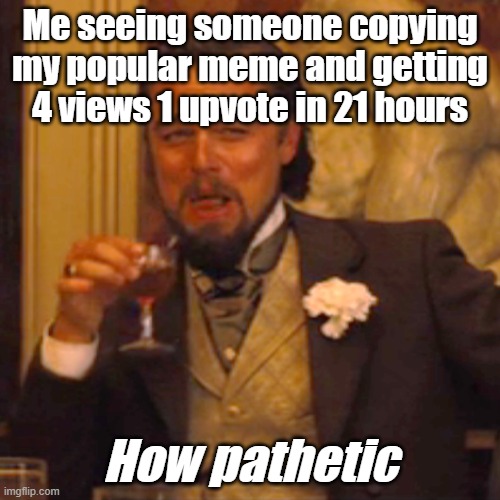 Me seeing someone copying
my popular meme and getting
4 views 1 upvote in 21 hours
How pathetic
imgflip.com